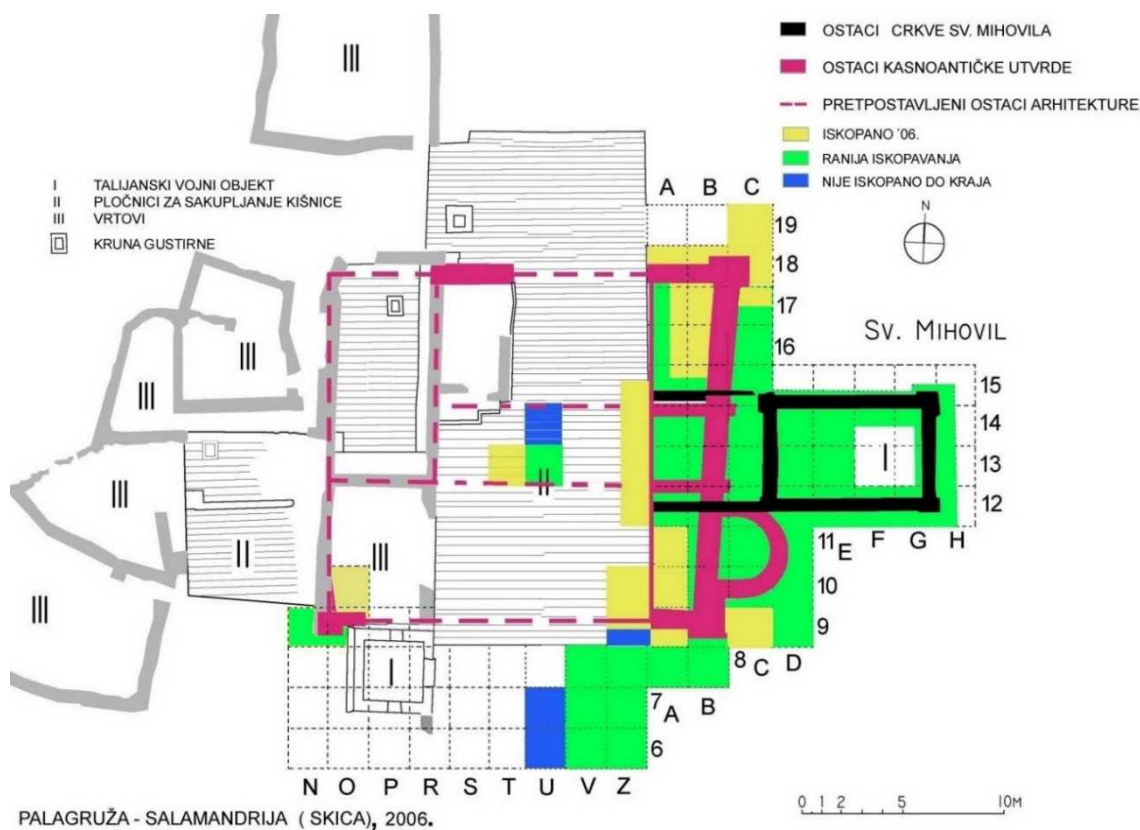 III
OSTACI CRKVE SV. MIHOVILA
OSTACI KASNOANTIČKE UTVRDE
PRETPOSTAVLJENI OSTACI ARHITEKTURE
ISKOPANO '06.
RANIJA ISKOPAVANJA
NIJE ISKOPANO DO KRAJA
I TALIJANSKI VOJNI OBJEKT
II PLOČNICI ZA SAKUPLJANJE KIŠNICE
III VRTOVI
KRUNA GUSTIRNE
N
A B C
19
18
17
16
SV. MIHOVIL
15
14
13
12
III
III
III
II
III
III
II
I
I
11 E F G H
10
9
8 C D
7 A B
6
N O P R S T U V Z
PALAGRUŽA - SALAMANDRIJA ( SKICA), 2006.
0 1 2 5 10M